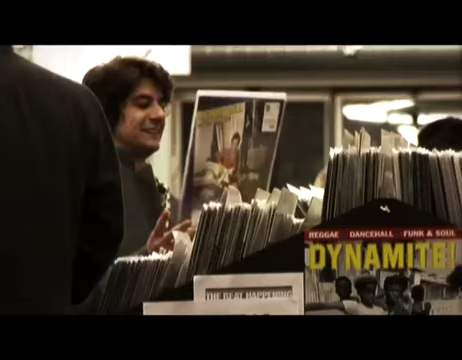 REGGAE DANCEHALL FUNK & SOUL
DYNAMITE!
THE BEAT HAPPENING